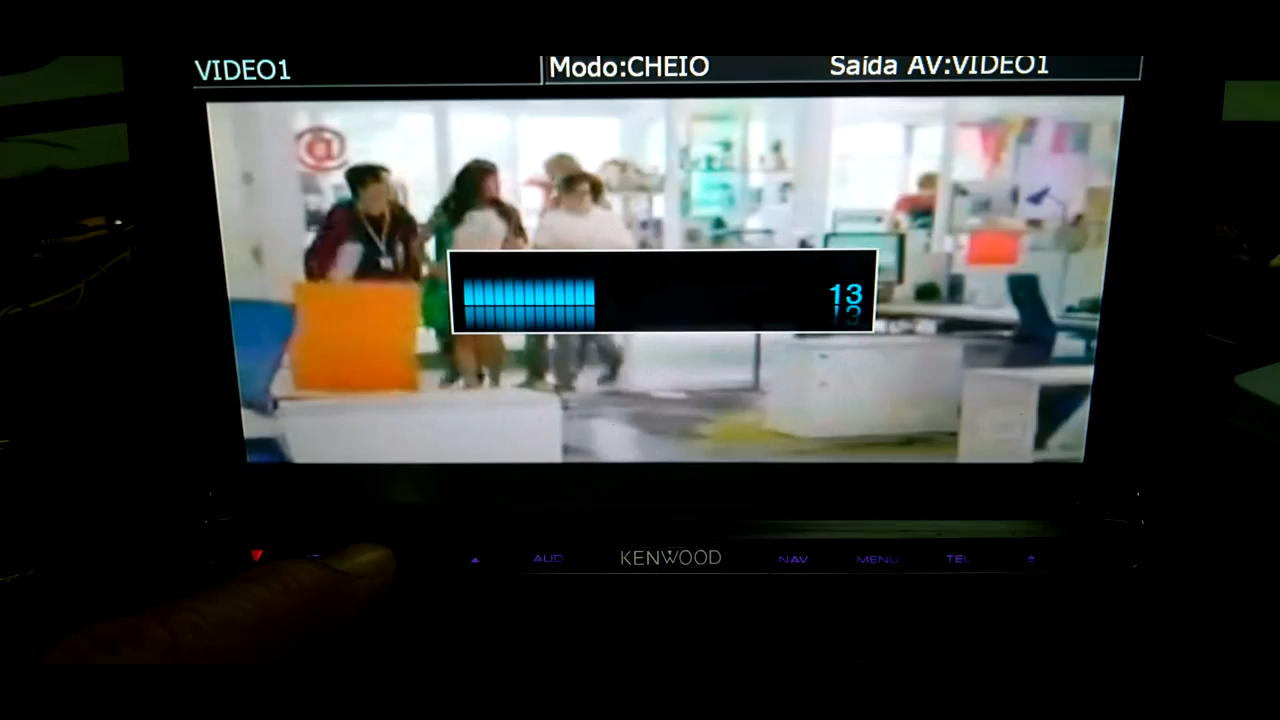 VIDEO1
Modo:CHEIO
Saída AV:VIDEO1
@
13
AUD
KENWOOD
NAV
MENU
TEL